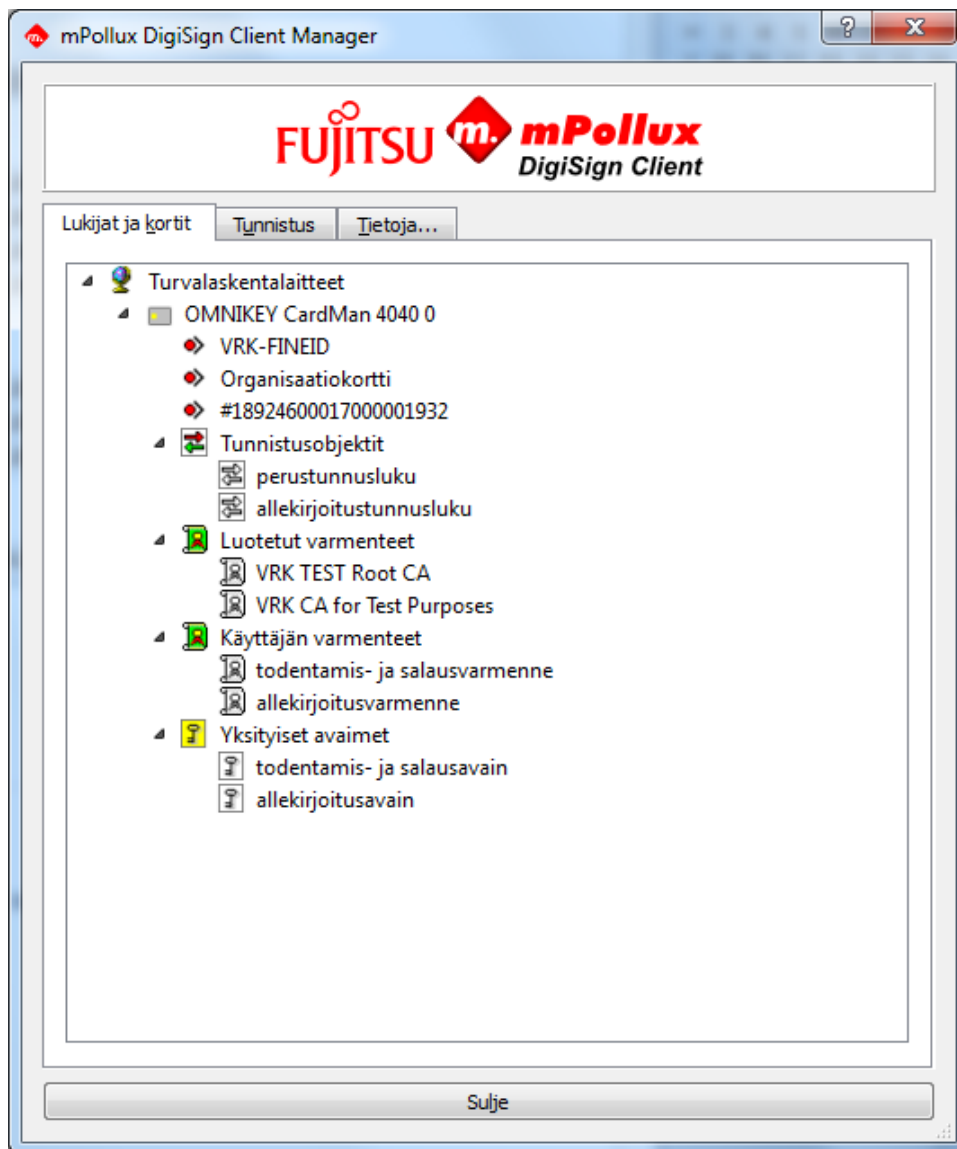 mPollux DigiSign Client Manager
FUJITSU m. mPollux
DigiSign Client
Lukijat ja kortit Tunnistus Tietoja...
Turvalaskentalaitteet
OMNIKEY CardMan 4040 0
VRK-FINEID
Organisaatiokortti
#18924600017000001932
Tunnistusobjektit
perustunnusluku
allekirjoitustunnusluku
Luotetut varmenteet
VRK TEST Root CA
VRK CA for Test Purposes
Käyttäjän varmenteet
todentamis- ja salausvarmenne
allekirjoitusvarmenne
Yksityiset avaimet
todentamis- ja salausavain
allekirjoitusavain
Sulje